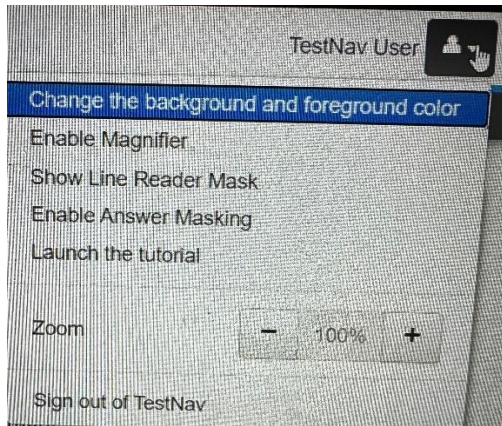 TestNav User
Change the background and foreground color
Enable Magnifier
Show Line Reader Mask
Enable Answer Masking
Launch the tutorial
Zoom - 100% +
Sign out of TestNav